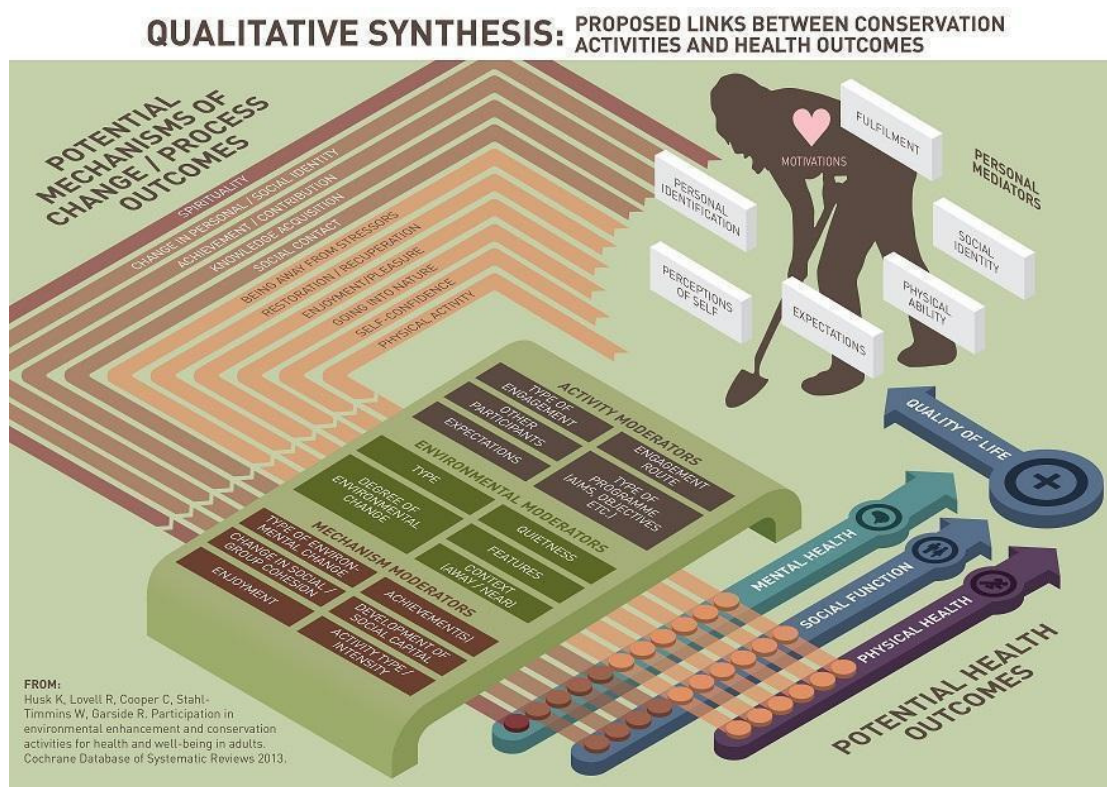 QUALITATIVE SYNTHESIS:
PROPOSED LINKS BETWEEN CONSERVATION
ACTIVITIES AND HEALTH OUTCOMES
POTENTIAL
MECHANISMS OF
CHANGE / PROCESS
OUTCOMES
SPIRITUALITY
CHANGE IN PERSONAL / SOCIAL IDENTITY
ACHIEVEMENT / CONTRIBUTION
KNOWLEDGE ACQUISITION
SOCIAL CONTACT
BEING AWAY FROM STRESSORS
RESTORATION / RECUPERATION
ENJOYMENT/PLEASURE
GOING INTO NATURE
SELF-CONFIDENCE
PHYSICAL ACTIVITY
MOTIVATIONS
FULFILMENT
PERSONAL
MEDIATORS
PERSONAL
IDENTIFICATION
SOCIAL
IDENTITY
PERCEPTIONS
OF SELF
PHYSICAL
ABILITY
EXPECTATIONS
ACTIVITY MODERATORS
TYPE OF
ENGAGEMENT
OTHER
PARTICIPANTS
EXPECTATIONS
ENGAGEMENT
ROUTE
TYPE OF
PROGRAMME
(AIMS, OBJECTIVES
ETC.)
ENVIRONMENTAL MODERATORS
TYPE
DEGREE OF
ENVIRONMENTAL
CHANGE
QUIETNESS
FEATURES
CONTEXT
(AWAY / NEAR)
MECHANISM MODERATORS
TYPE OF ENVIRON-
MENTAL CHANGE
CHANGE IN SOCIAL /
GROUP COHESION
ENJOYMENT
ACHIEVEMENT(S)
DEVELOPMENT OF
SOCIAL CAPITAL
ACTIVITY TYPE /
INTENSITY
QUALITY OF LIFE
MENTAL HEALTH
SOCIAL FUNCTION
PHYSICAL HEALTH
POTENTIAL HEALTH
OUTCOMES
FROM:
Husk K, Lovell R, Cooper C, Stahl-
Timmins W, Garside R. Participation in
environmental enhancement and conservation
activities for health and well-being in adults.
Cochrane Database of Systematic Reviews 2013.